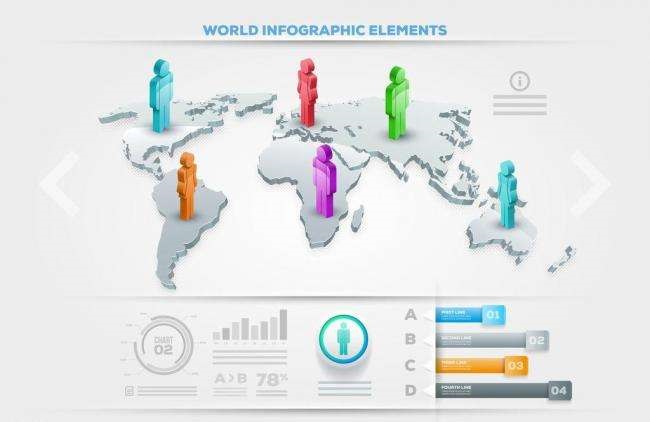 WORLD INFOGRAPHIC ELEMENTS
CHART
02
A>B
78%
A
FIRST LINE
01
B
SECOND LINE
02
C
THIRD LINE
03
D
FOURTH LINE
04